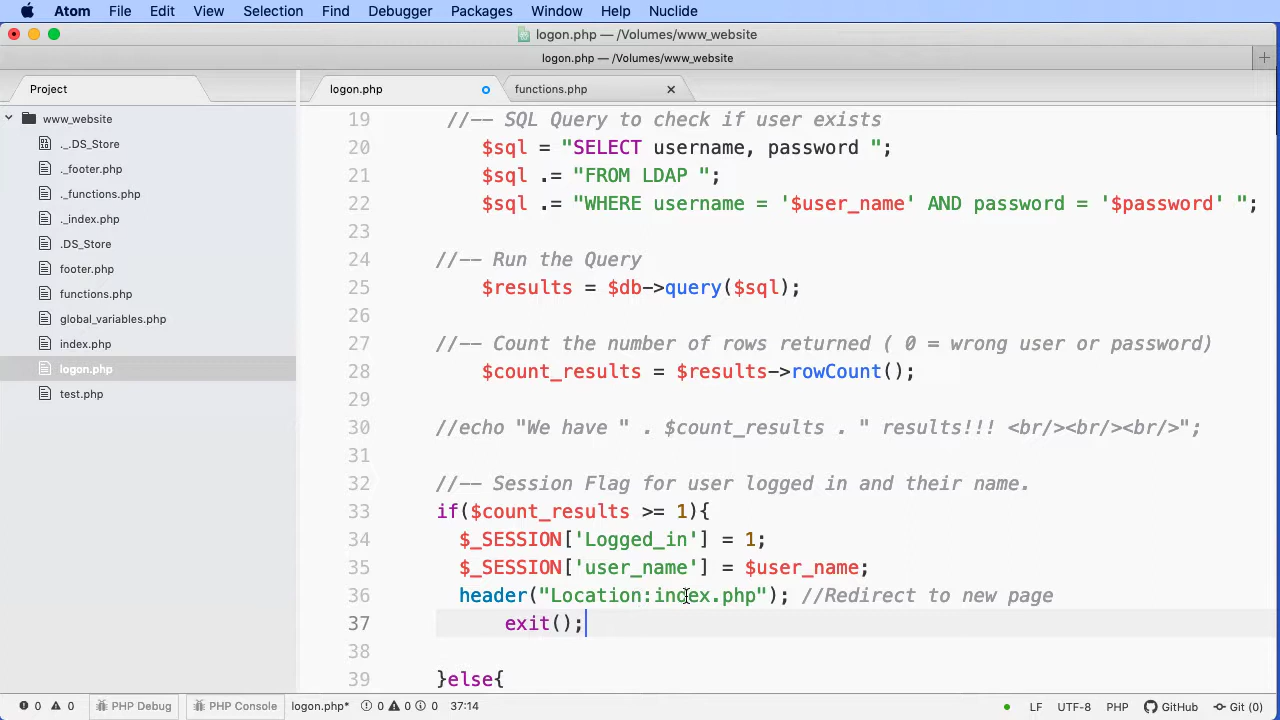 Atom File Edit View Selection Find Debugger Packages Window Help Nuclide
logon.php — /Volumes/www_website
logon.php — /Volumes/www_website
Project
logon.php
functions.php
www_website
._.DS_Store
._footer.php
._functions.php
._index.php
.DS_Store
footer.php
functions.php
global_variables.php
index.php
logon.php
test.php
19 //-- SQL Query to check if user exists
20 $sql = "SELECT username, password ";
21 $sql .= "FROM LDAP ";
22 $sql .= "WHERE username = '$user_name' AND password = '$password' ";
23
24 //-- Run the Query
25 $results = $db->query($sql);
26
27 //-- Count the number of rows returned ( 0 = wrong user or password)
28 $count_results = $results->rowCount();
29
30 //echo "We have " . $count_results . " results!!! <br/><br/><br/>";
31
32 //-- Session Flag for user logged in and their name.
33 if($count_results >= 1){
34 $_SESSION['Logged_in'] = 1;
35 $_SESSION['user_name'] = $user_name;
36 header("Location:index.php"); //Redirect to new page
37 exit();
38
39 }else{
0 0 PHP Debug PHP Console logon.php* 0 0 0 37:14 LF UTF-8 PHP GitHub Git (0)